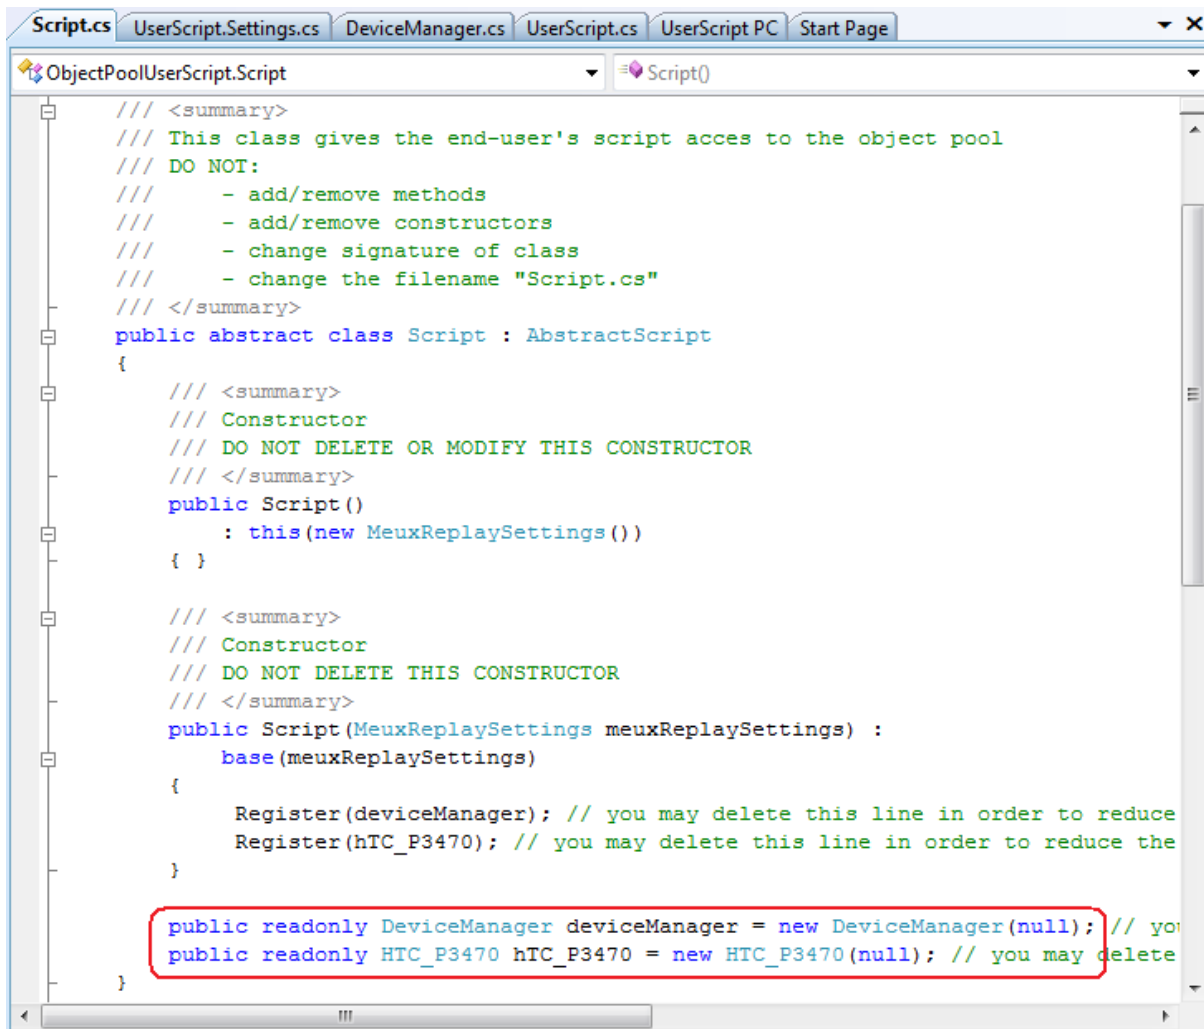 Script.cs UserScript.Settings.cs DeviceManager.cs UserScript.cs UserScript PC Start Page
ObjectPoolUserScript.Script Script()
/// <summary>
/// This class gives the end-user's script acces to the object pool
/// DO NOT:
///     - add/remove methods
///     - add/remove constructors
///     - change signature of class
///     - change the filename "Script.cs"
/// </summary>
public abstract class Script : AbstractScript
{
    /// <summary>
    /// Constructor
    /// DO NOT DELETE OR MODIFY THIS CONSTRUCTOR
    /// </summary>
    public Script()
        : this(new MeuxReplaySettings())
    { }
    /// <summary>
    /// Constructor
    /// DO NOT DELETE THIS CONSTRUCTOR
    /// </summary>
    public Script(MeuxReplaySettings meuxReplaySettings) :
        base(meuxReplaySettings)
    {
         Register(deviceManager); // you may delete this line in order to reduce
         Register(hTC_P3470); // you may delete this line in order to reduce the
    }
    public readonly DeviceManager deviceManager = new DeviceManager(null); // you
    public readonly HTC_P3470 hTC_P3470 = new HTC_P3470(null); // you may delete
}